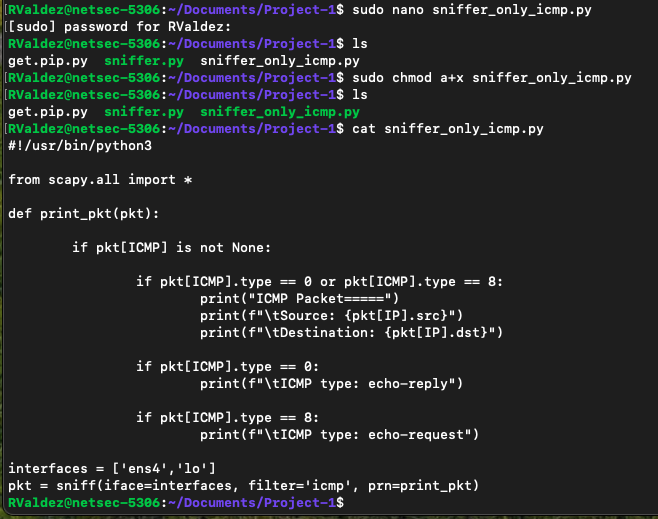 [RValdez@netsec-5306:~/Documents/Project-1$ sudo nano sniffer_only_icmp.py
[[sudo] password for RValdez:
RValdez@netsec-5306:~/Documents/Project-1$ ls
get.pip.py  sniffer.py  sniffer_only_icmp.py
[RValdez@netsec-5306:~/Documents/Project-1$ sudo chmod a+x sniffer_only_icmp.py
[RValdez@netsec-5306:~/Documents/Project-1$ ls
get.pip.py  sniffer.py  sniffer_only_icmp.py
[RValdez@netsec-5306:~/Documents/Project-1$ cat sniffer_only_icmp.py
#!/usr/bin/python3

from scapy.all import *

def print_pkt(pkt):

        if pkt[ICMP] is not None:

                if pkt[ICMP].type == 0 or pkt[ICMP].type == 8:
                        print("ICMP Packet=====")
                        print(f"\tSource: {pkt[IP].src}")
                        print(f"\tDestination: {pkt[IP].dst}")

                if pkt[ICMP].type == 0:
                        print(f"\tICMP type: echo-reply")

                if pkt[ICMP].type == 8:
                        print(f"\tICMP type: echo-request")

interfaces = ['ens4','lo']
pkt = sniff(iface=interfaces, filter='icmp', prn=print_pkt)
RValdez@netsec-5306:~/Documents/Project-1$